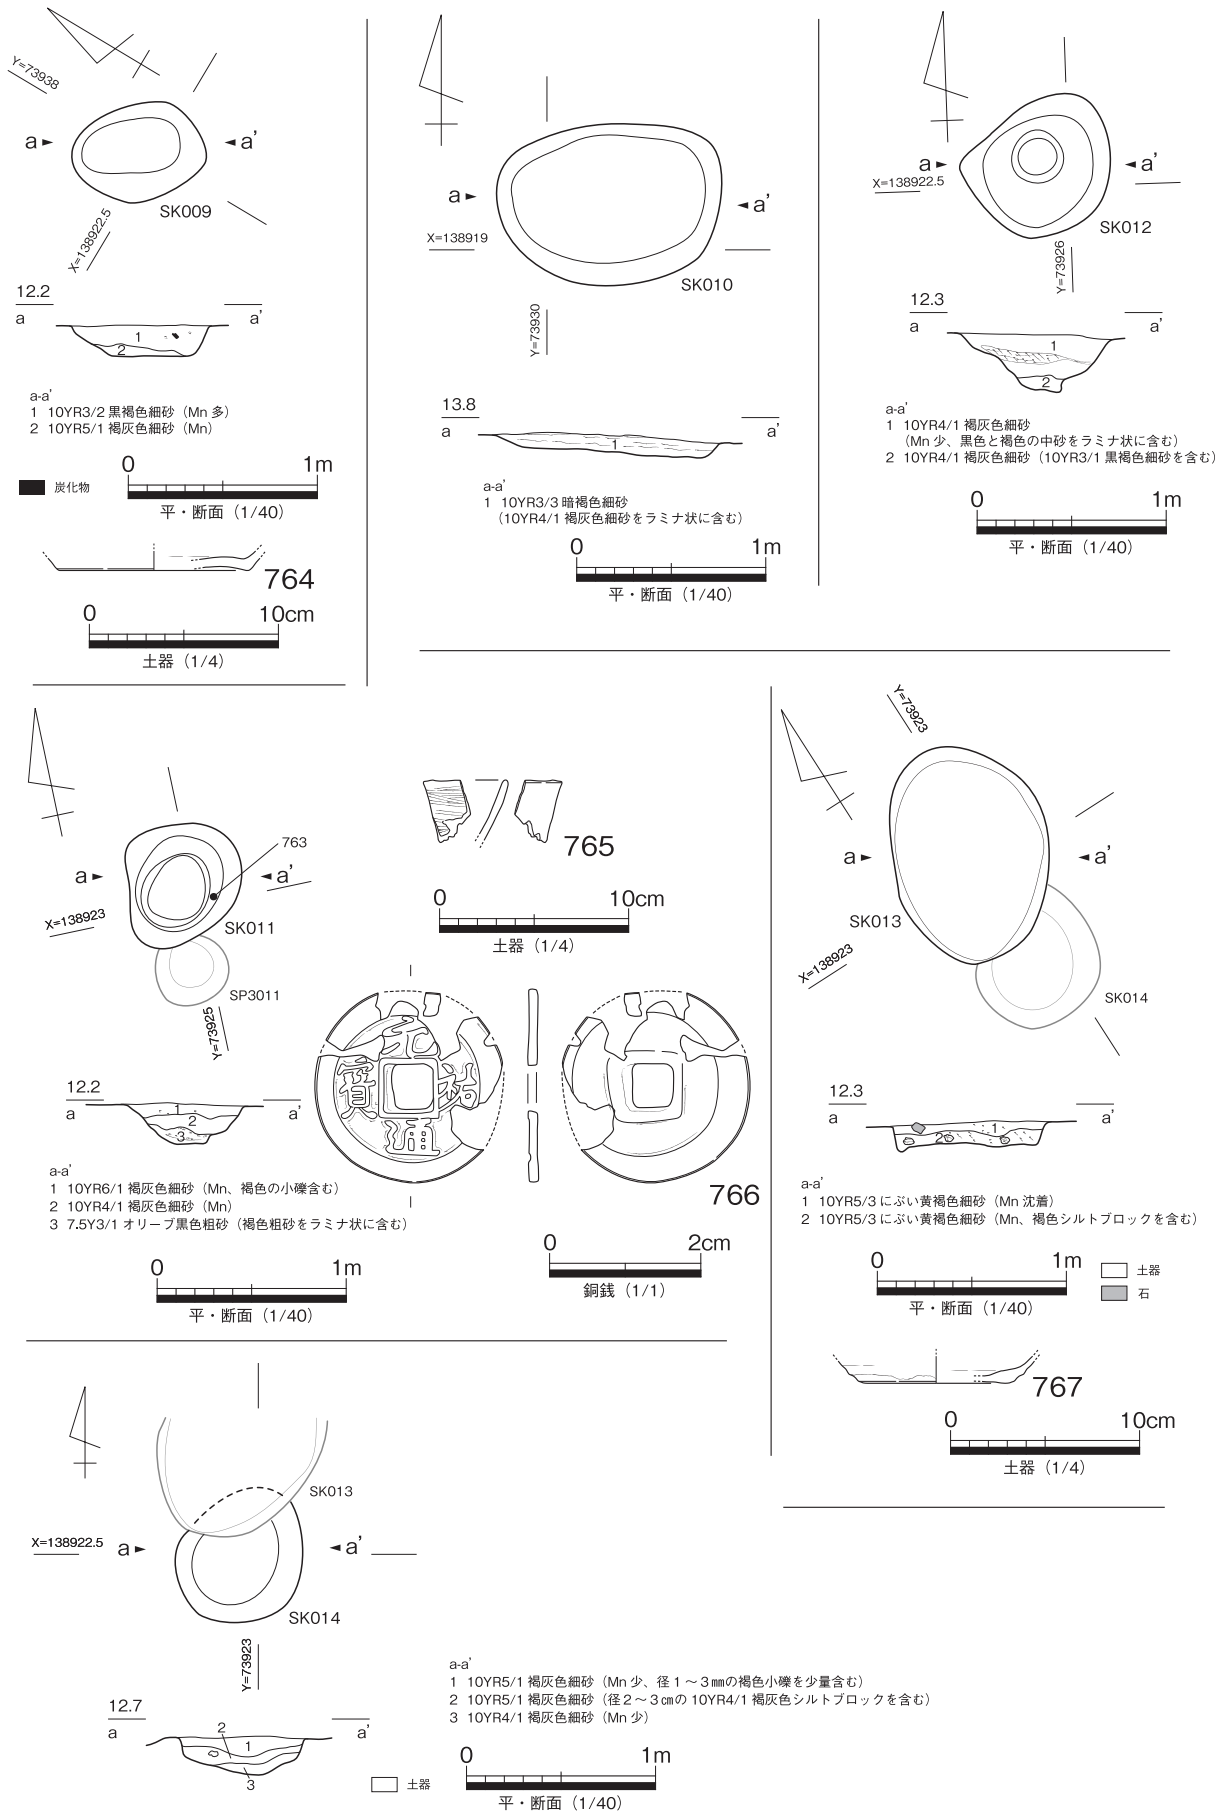 Y=73938
a
a'
SK009
X=138922.5
12.2
a
a'
1
2
a-a'
1 10YR3/2 黒褐色細砂（Mn 多）
2 10YR5/1 褐灰色細砂（Mn）
炭化物
0
1m
平・断面（1/40）
764
0
10cm
土器（1/4）
a
a'
X=138919
SK010
Y=73930
13.8
a
a'
1
a-a'
1 10YR3/3 暗褐色細砂
（10YR4/1 褐灰色細砂をラミナ状に含む）
0
1m
平・断面（1/40）
a
a'
X=138922.5
SK012
Y=73926
12.3
a
a'
1
2
a-a'
1 10YR4/1 褐灰色細砂
（Mn 少、黒色と褐色の中砂をラミナ状に含む）
2 10YR4/1 褐灰色細砂（10YR3/1 黒褐色細砂を含む）
0
1m
平・断面（1/40）
763
a
a'
X=138923
SK011
SP3011
Y=73925
12.2
a
a'
1
2
3
a-a'
1 10YR6/1 褐灰色細砂（Mn、褐色の小礫含む）
2 10YR4/1 褐灰色細砂（Mn）
3 7.5Y3/1 オリーブ黒色粗砂（褐色粗砂をラミナ状に含む）
0
1m
平・断面（1/40）
765
0
10cm
土器（1/4）
元
祐
通
寳
766
0
2cm
銅銭（1/1）
Y=73923
a
a'
SK013
X=138923
SK014
12.3
a
a'
1
2
a-a'
1 10YR5/3 にぶい黄褐色細砂（Mn 沈着）
2 10YR5/3 にぶい黄褐色細砂（Mn、褐色シルトブロックを含む）
0
1m
平・断面（1/40）
土器
石
767
0
10cm
土器（1/4）
SK013
X=138922.5
a
a'
SK014
Y=73923
12.7
a
a'
2
1
3
a-a'
1 10YR5/1 褐灰色細砂（Mn 少、径１～３㎜の褐色小礫を少量含む）
2 10YR5/1 褐灰色細砂（径２～３㎝の 10YR4/1 褐灰色シルトブロックを含む）
3 10YR4/1 褐灰色細砂（Mn 少）
土器
0
1m
平・断面（1/40）